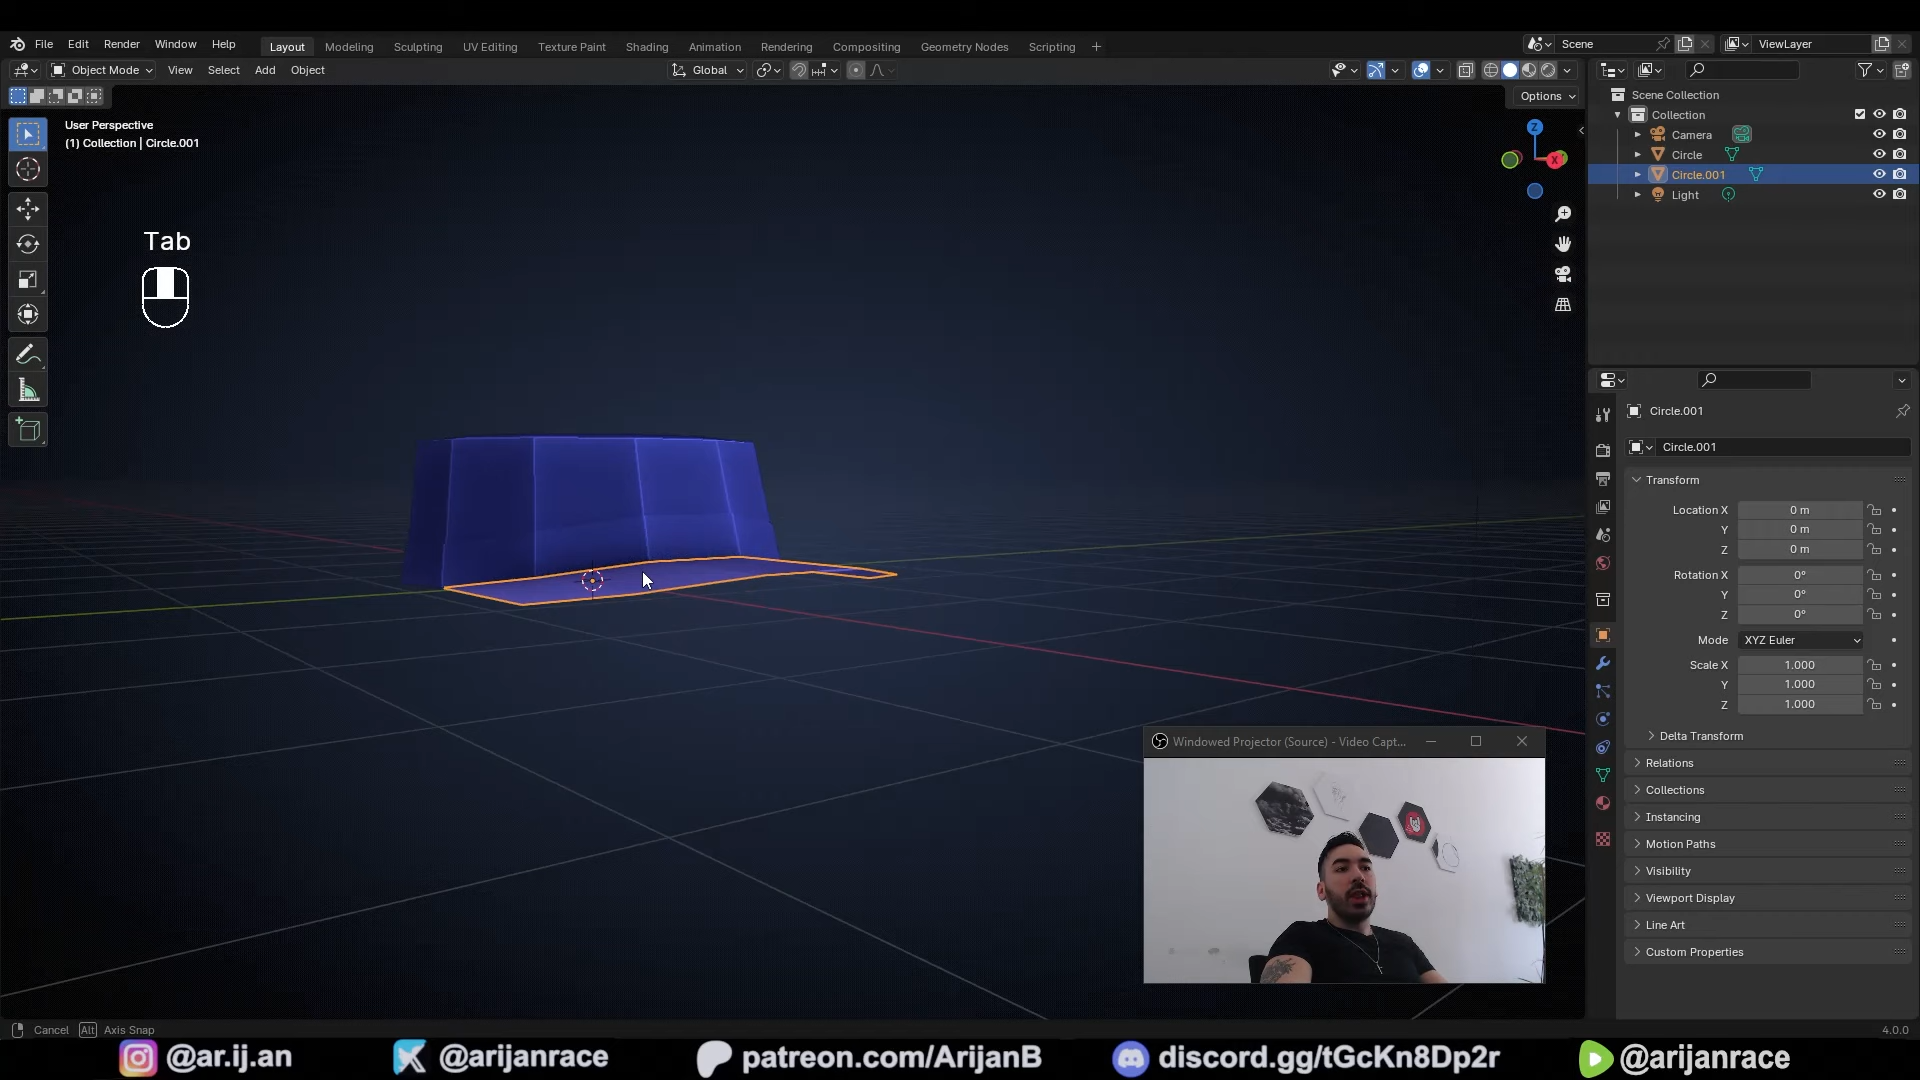 File Edit Render Window Help Layout Modeling Sculpting UV Editing Texture Paint Shading Animation Rendering Compositing Geometry Nodes Scripting + Scene ViewLayer
Object Mode View Select Add Object Global
Options
User Perspective
(1) Collection | Circle.001
Z
X
Tab
Scene Collection
Collection
Camera
Circle
Circle.001
Light
Circle.001
Circle.001
Transform
Location X 0 m
Y 0 m
Z 0 m
Rotation X 0°
Y 0°
Z 0°
Mode XYZ Euler
Scale X 1.000
Y 1.000
Z 1.000
Delta Transform
Relations
Collections
Instancing
Motion Paths
Visibility
Viewport Display
Line Art
Custom Properties
Windowed Projector (Source) - Video Capt...
Cancel Alt Axis Snap 4.0.0
@ar.ij.an @arijanrace patreon.com/ArijanB discord.gg/tGcKn8Dp2r @arijanrace